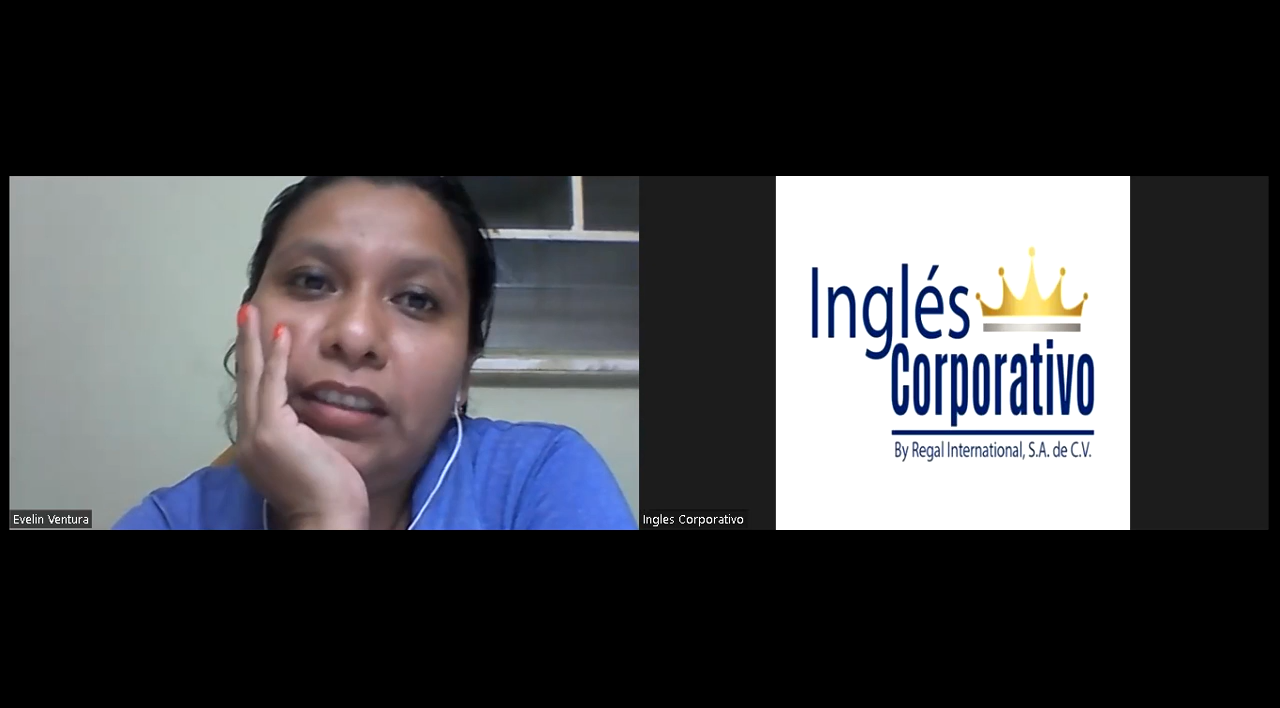 Inglés
Corporativo
By Regal International, S.A. de C.V.
Evelin Ventura
Ingles Corporativo